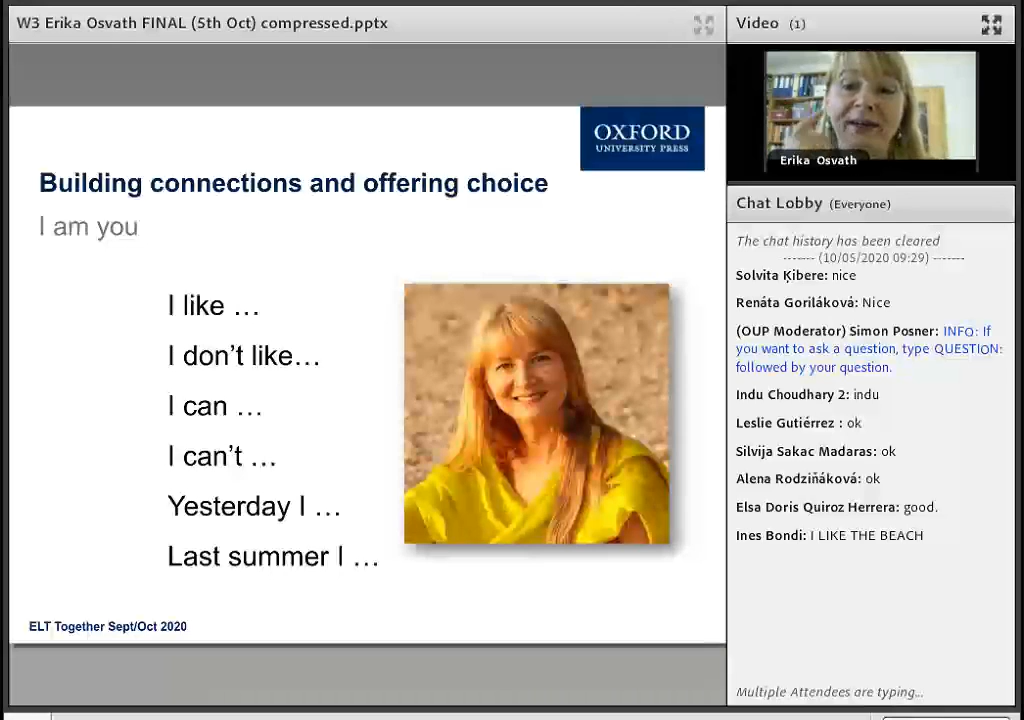 W3 Erika Osvath FINAL (5th Oct) compressed.pptx
OXFORD
UNIVERSITY PRESS
Building connections and offering choice
I am you
I like …
I don’t like…
I can …
I can’t …
Yesterday I …
Last summer I …
ELT Together Sept/Oct 2020
Video (1)
Erika Osvath
Chat Lobby (Everyone)
The chat history has been cleared
------- (10/05/2020 09:29) -------
Solvita Ķibere: nice
Renáta Goriláková: Nice
(OUP Moderator) Simon Posner: INFO: If
you want to ask a question, type QUESTION:
followed by your question.
Indu Choudhary 2: indu
Leslie Gutiérrez : ok
Silvija Sakac Madaras: ok
Alena Rodziňáková: ok
Elsa Doris Quiroz Herrera: good.
Ines Bondi: I LIKE THE BEACH
Multiple Attendees are typing...